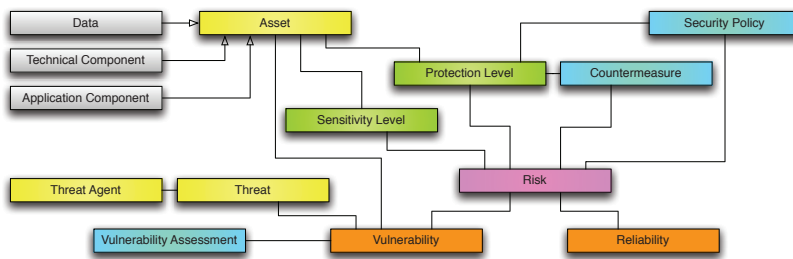 Data
Asset
Security Policy
Technical Component
Protection Level
Countermeasure
Application Component
Sensitivity Level
Risk
Threat Agent
Threat
Vulnerability Assessment
Vulnerability
Reliability